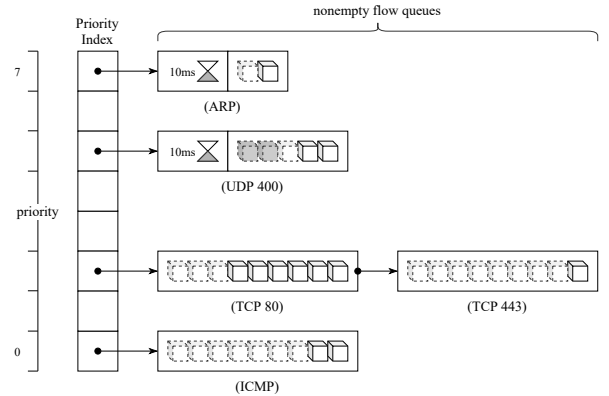 nonempty flow queues
Priority
Index
7
10ms
(ARP)
10ms
(UDP 400)
priority
(TCP 80)
(TCP 443)
0
(ICMP)